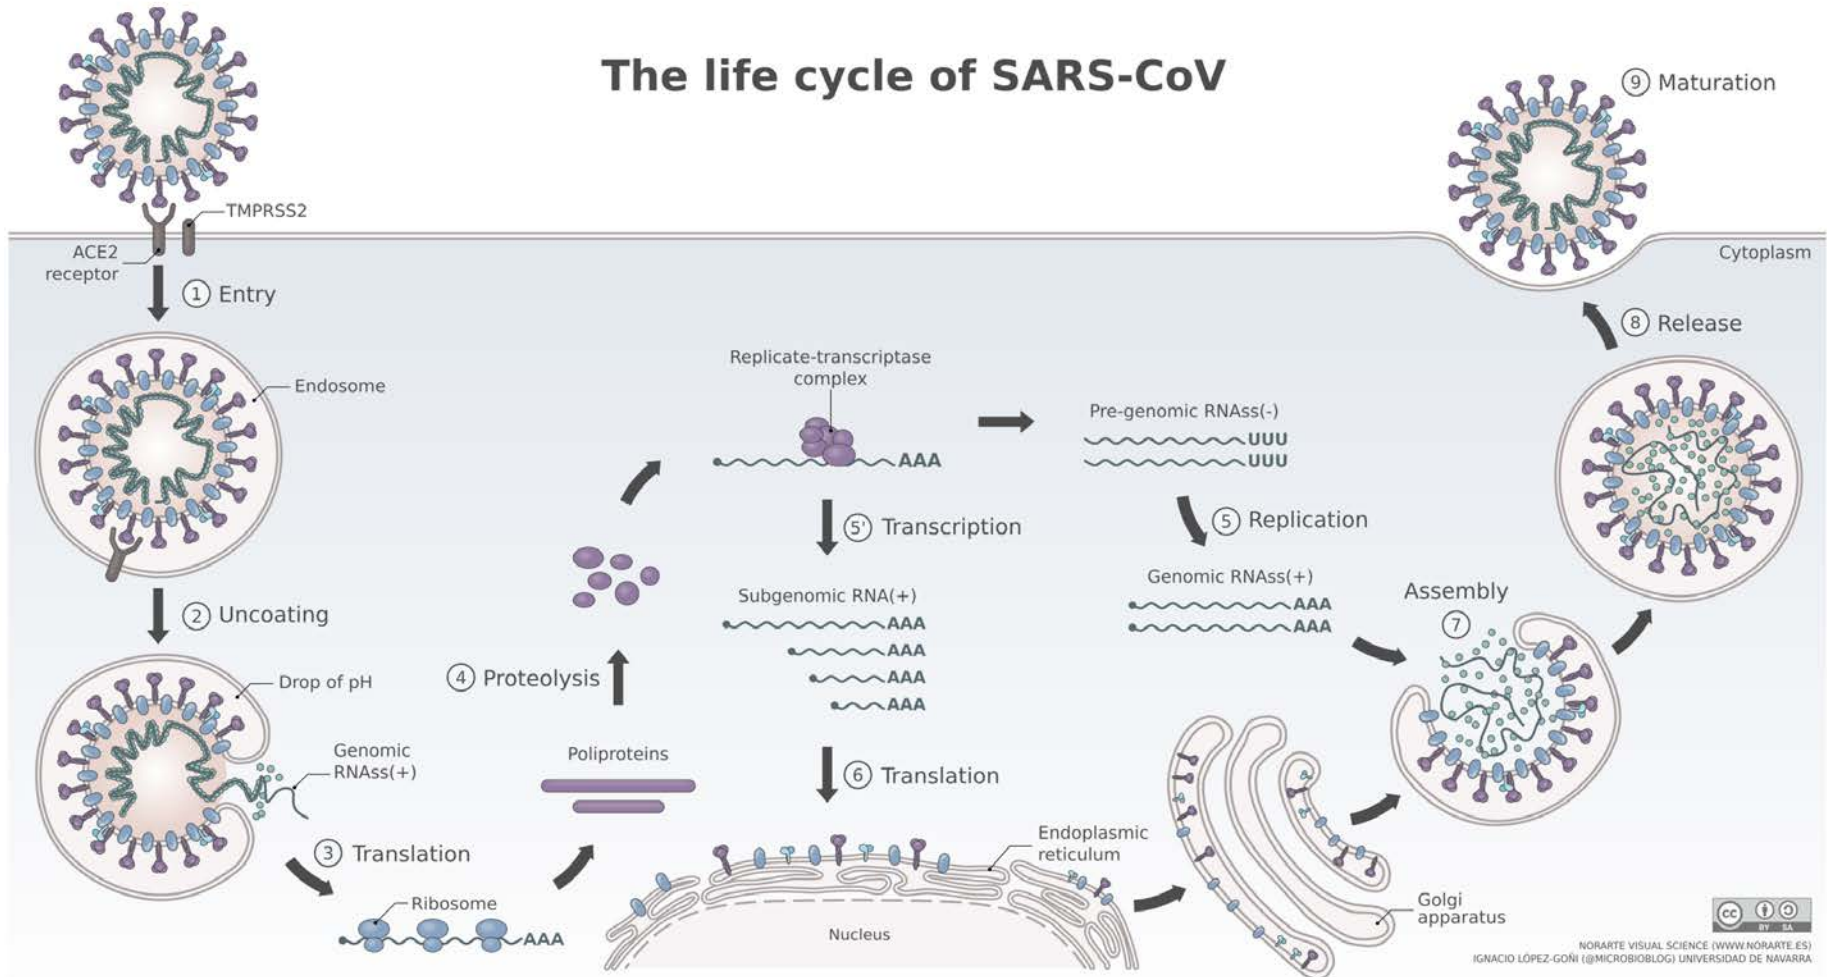 The life cycle of SARS-CoV
TMPRSS2
ACE2
receptor
1 Entry
Endosome
2 Uncoating
Drop of pH
Genomic
RNAss(+)
3 Translation
Ribosome
AAA
Poliproteins
4 Proteolysis
Replicate-transcriptase
complex
AAA
5' Transcription
Subgenomic RNA(+)
AAA
AAA
AAA
AAA
6 Translation
Endoplasmic
reticulum
Nucleus
Pre-genomic RNAss(-)
UUU
UUU
5 Replication
Genomic RNAss(+)
AAA
AAA
Golgi
apparatus
Assembly
7
8 Release
9 Maturation
Cytoplasm
cc
BY SA
NORARTE VISUAL SCIENCE (WWW.NORARTE.ES)
IGNACIO LÓPEZ-GOÑI (@MICROBIOBLOG) UNIVERSIDAD DE NAVARRA